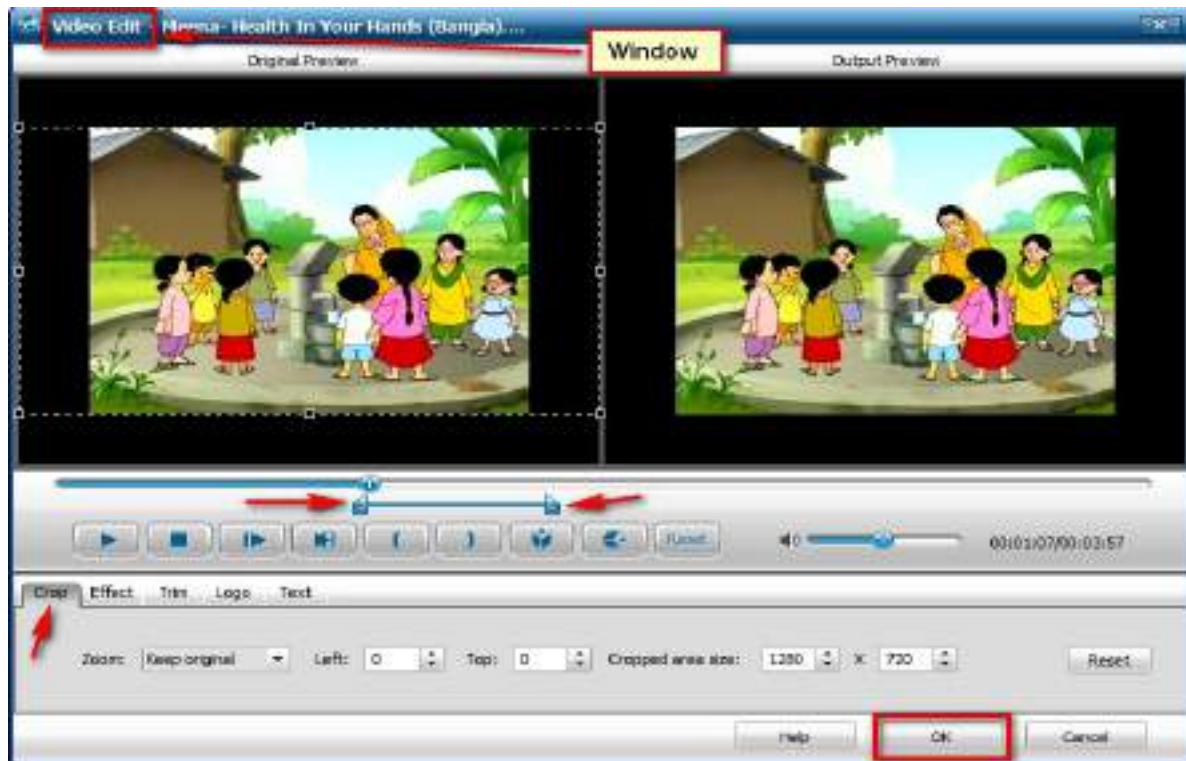 Video Edit - Meena- Health In Your Hands (Bangla)....
Window
Original Preview
Output Preview
Reset
00:01:07/00:03:57
Crop Effect Trim Logo Text
Zoom: Keep original Left: 0 Top: 0 Cropped area size: 1280 X 720 Reset
Help OK Cancel